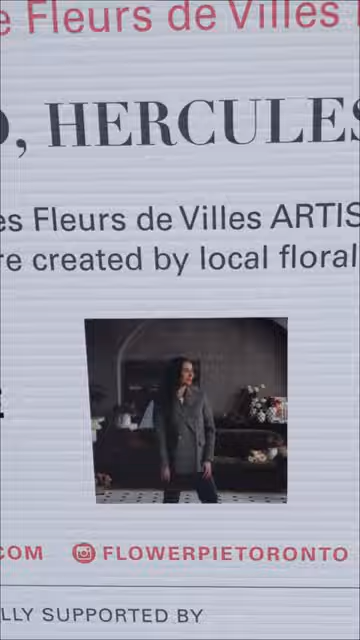 e Fleurs de Villes
, HERCULES
es Fleurs de Villes ARTIS
re created by local floral
.COM FLOWERPIETORONTO
LLY SUPPORTED BY